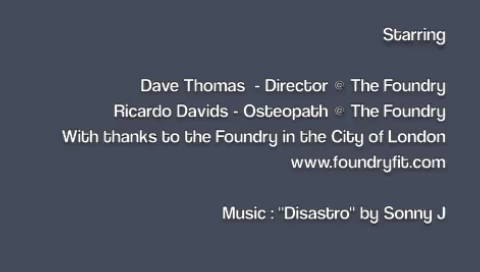 Starring
Dave Thomas - Director @ The Foundry
Ricardo Davids - Osteopath @ The Foundry
With thanks to the Foundry in the City of London
www.foundryfit.com
Music : "Disastro" by Sonny J